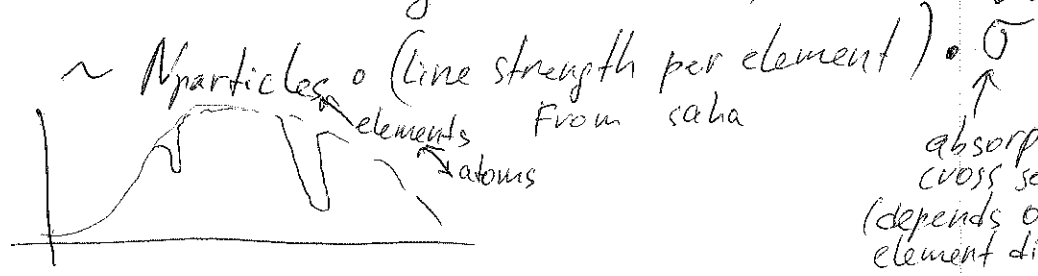 ~ Nparticles ∘ (line strength per element) • σ
elements From saha
atoms
absorp
cross se
(depends o
element di